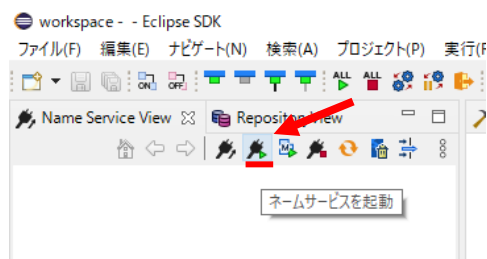 workspace - - Eclipse SDK
ファイル(F) 編集(E) ナビゲート(N) 検索(A) プロジェクト(P) 実行(F
ALL ALL ON OFF
Name Service View Repository View
ネームサービスを起動